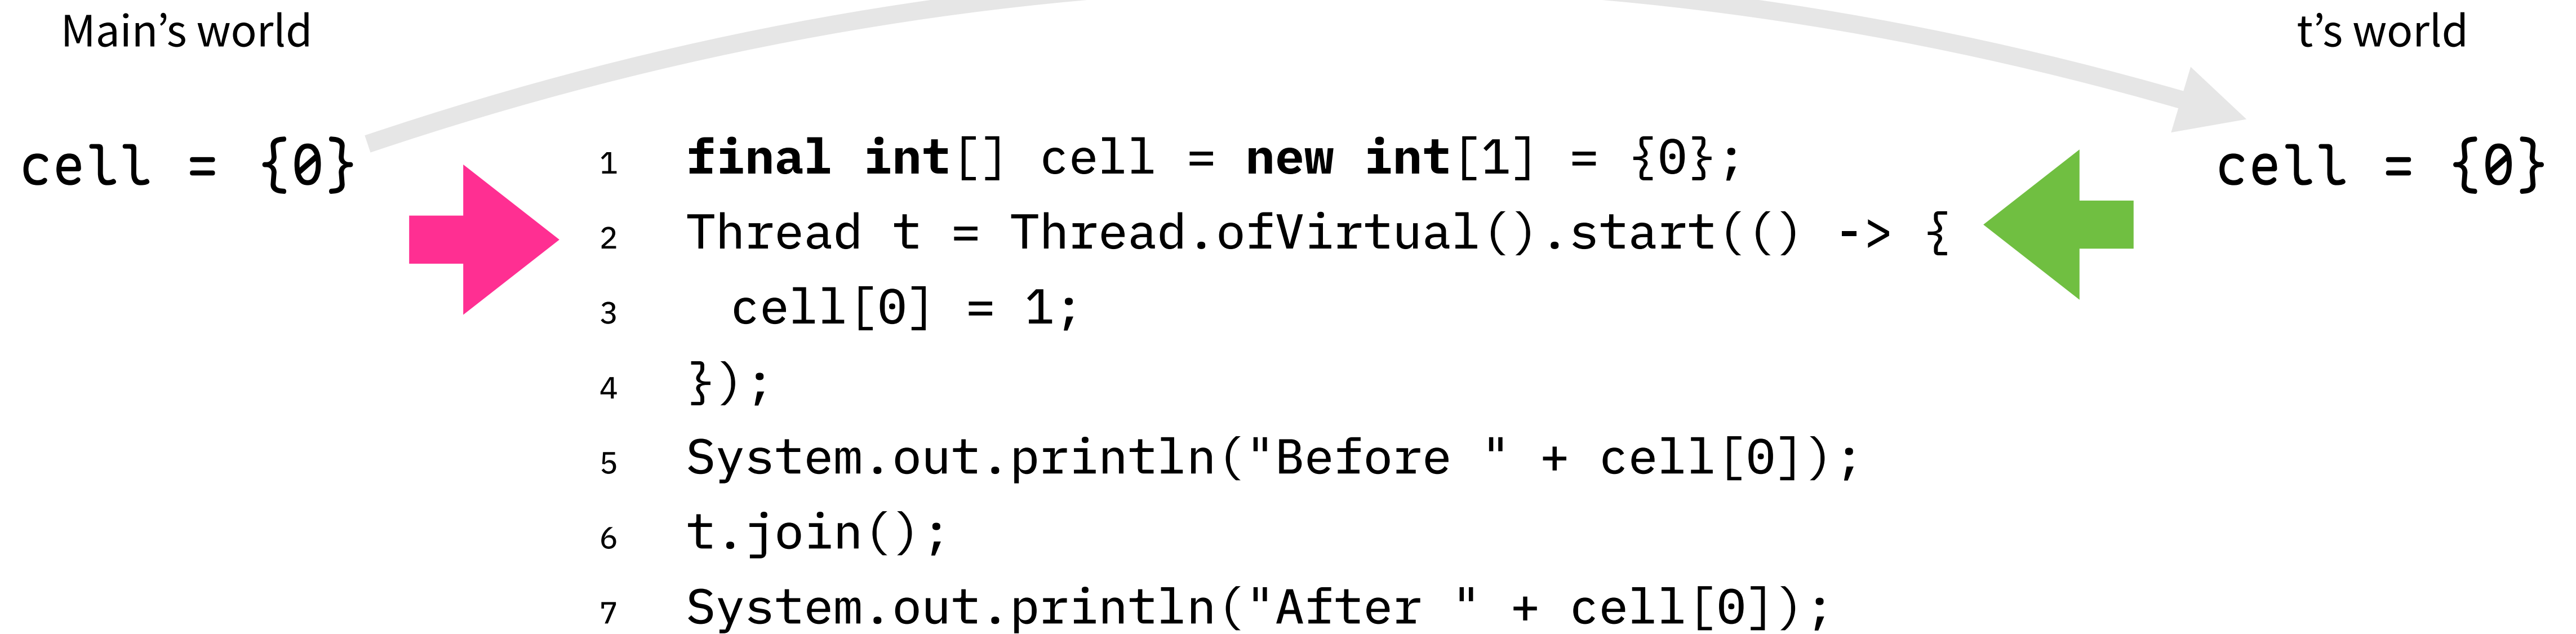 Main’s world
t’s world
cell = {0}
cell = {0}
1 final int[] cell = new int[1] = {0};
2 Thread t = Thread.ofVirtual().start(() -> {
3 cell[0] = 1;
4 });
5 System.out.println("Before " + cell[0]);
6 t.join();
7 System.out.println("After " + cell[0]);